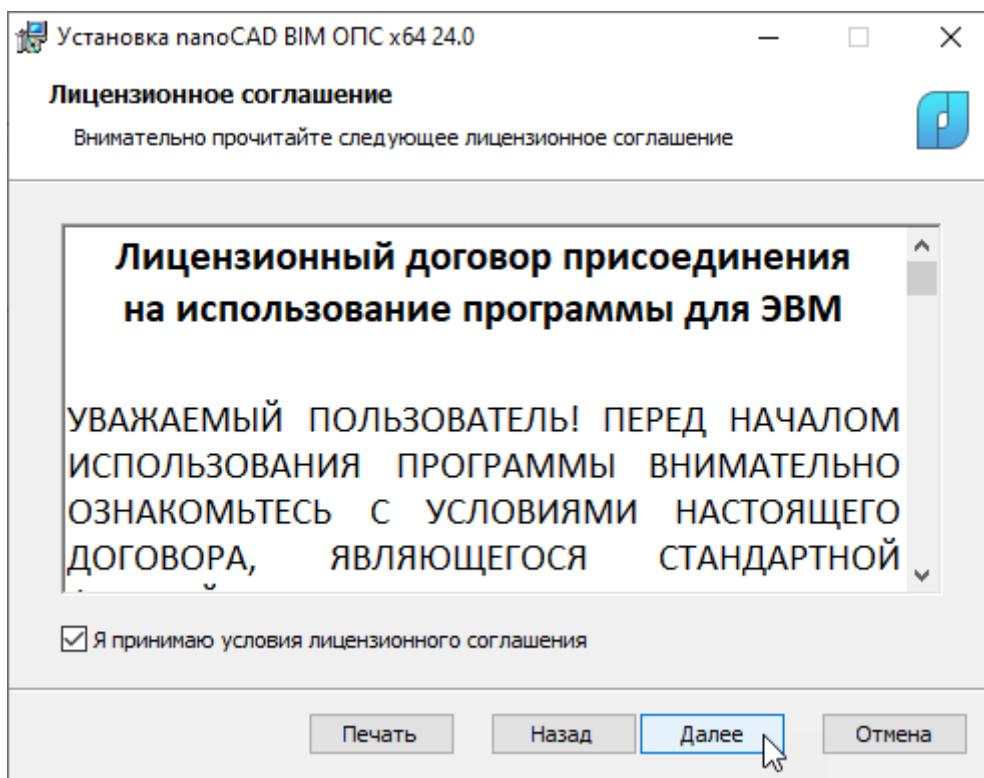 Установка nanoCAD BIM ОПС x64 24.0
Лицензионное соглашение
Внимательно прочитайте следующее лицензионное соглашение
Лицензионный договор присоединения
на использование программы для ЭВМ
УВАЖАЕМЫЙ ПОЛЬЗОВАТЕЛЬ! ПЕРЕД НАЧАЛОМ
ИСПОЛЬЗОВАНИЯ ПРОГРАММЫ ВНИМАТЕЛЬНО
ОЗНАКОМЬТЕСЬ С УСЛОВИЯМИ НАСТОЯЩЕГО
ДОГОВОРА, ЯВЛЯЮЩЕГОСЯ СТАНДАРТНОЙ
Я принимаю условия лицензионного соглашения
Печать Назад Далее Отмена